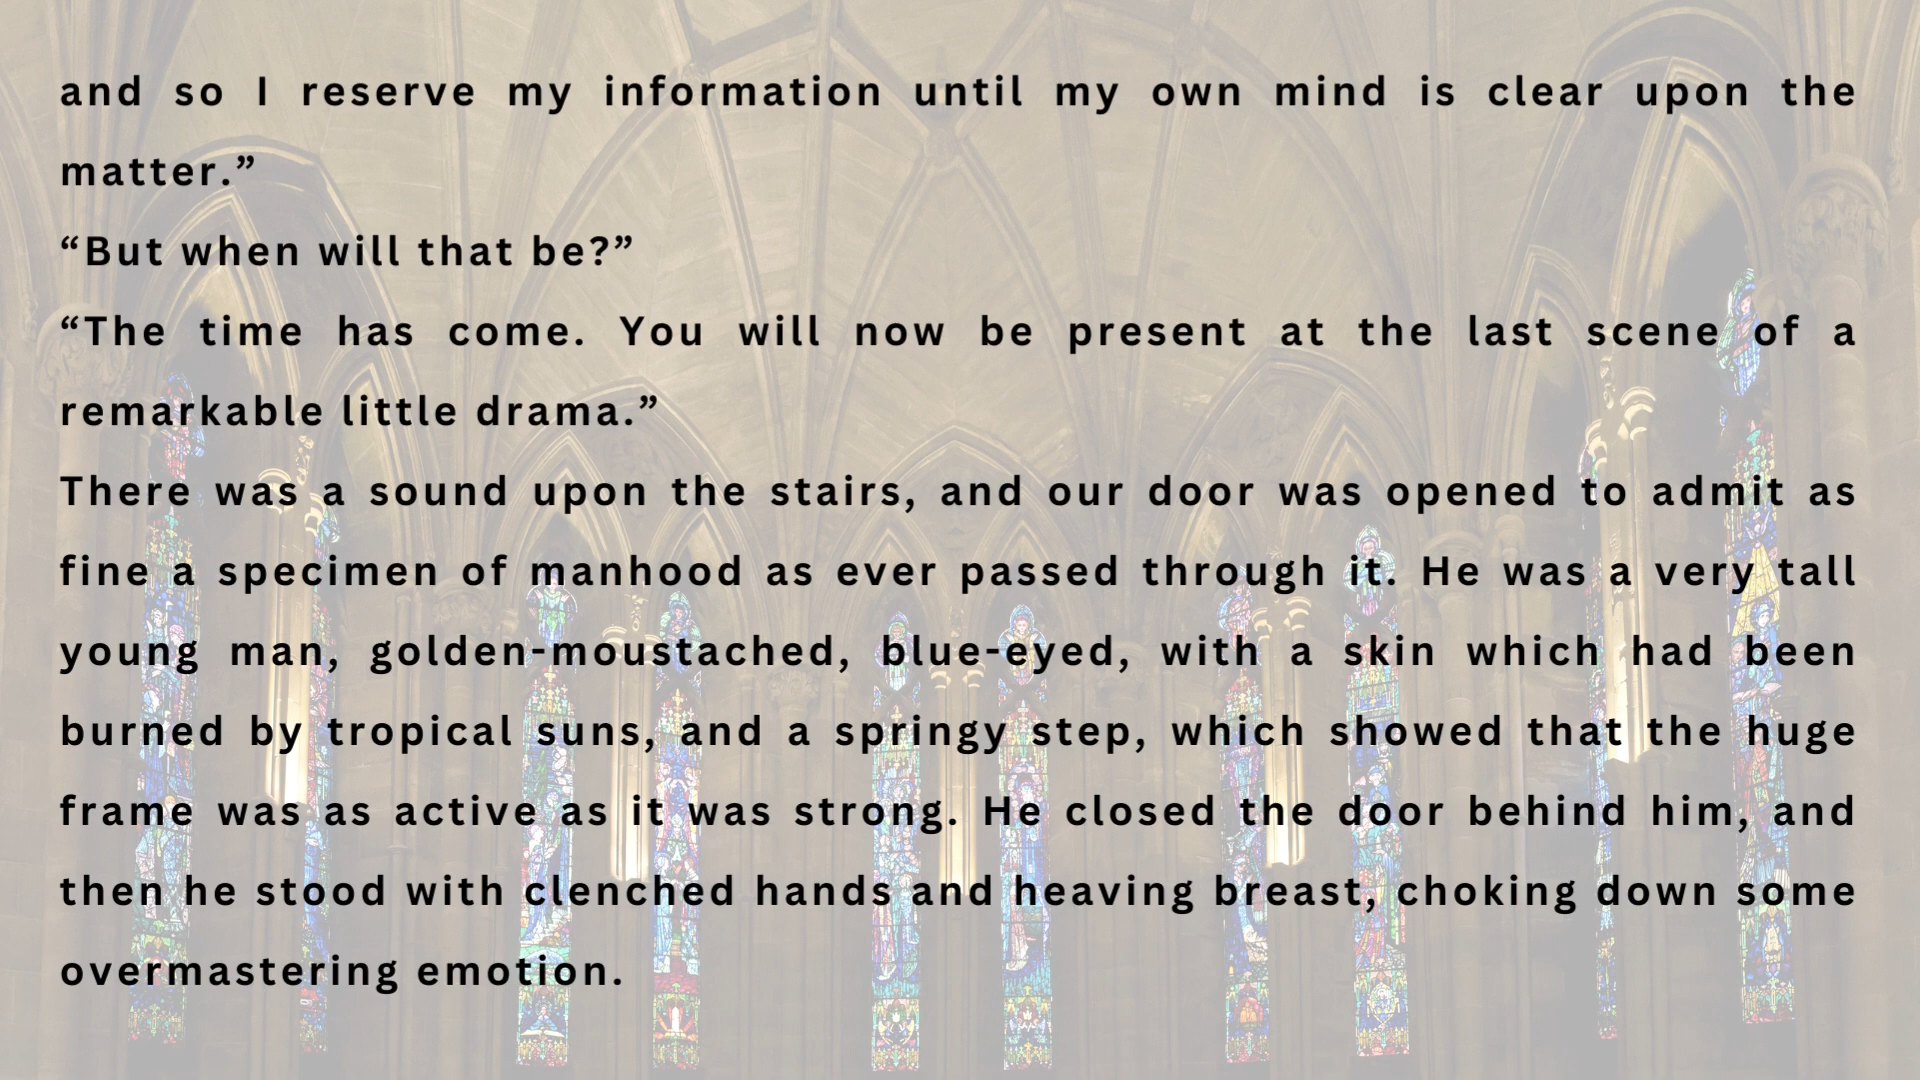 and so I reserve my information until my own mind is clear upon the
matter.”
“But when will that be?”
“The time has come. You will now be present at the last scene of a
remarkable little drama.”
There was a sound upon the stairs, and our door was opened to admit as
fine a specimen of manhood as ever passed through it. He was a very tall
young man, golden-moustached, blue-eyed, with a skin which had been
burned by tropical suns, and a springy step, which showed that the huge
frame was as active as it was strong. He closed the door behind him, and
then he stood with clenched hands and heaving breast, choking down some
overmastering emotion.